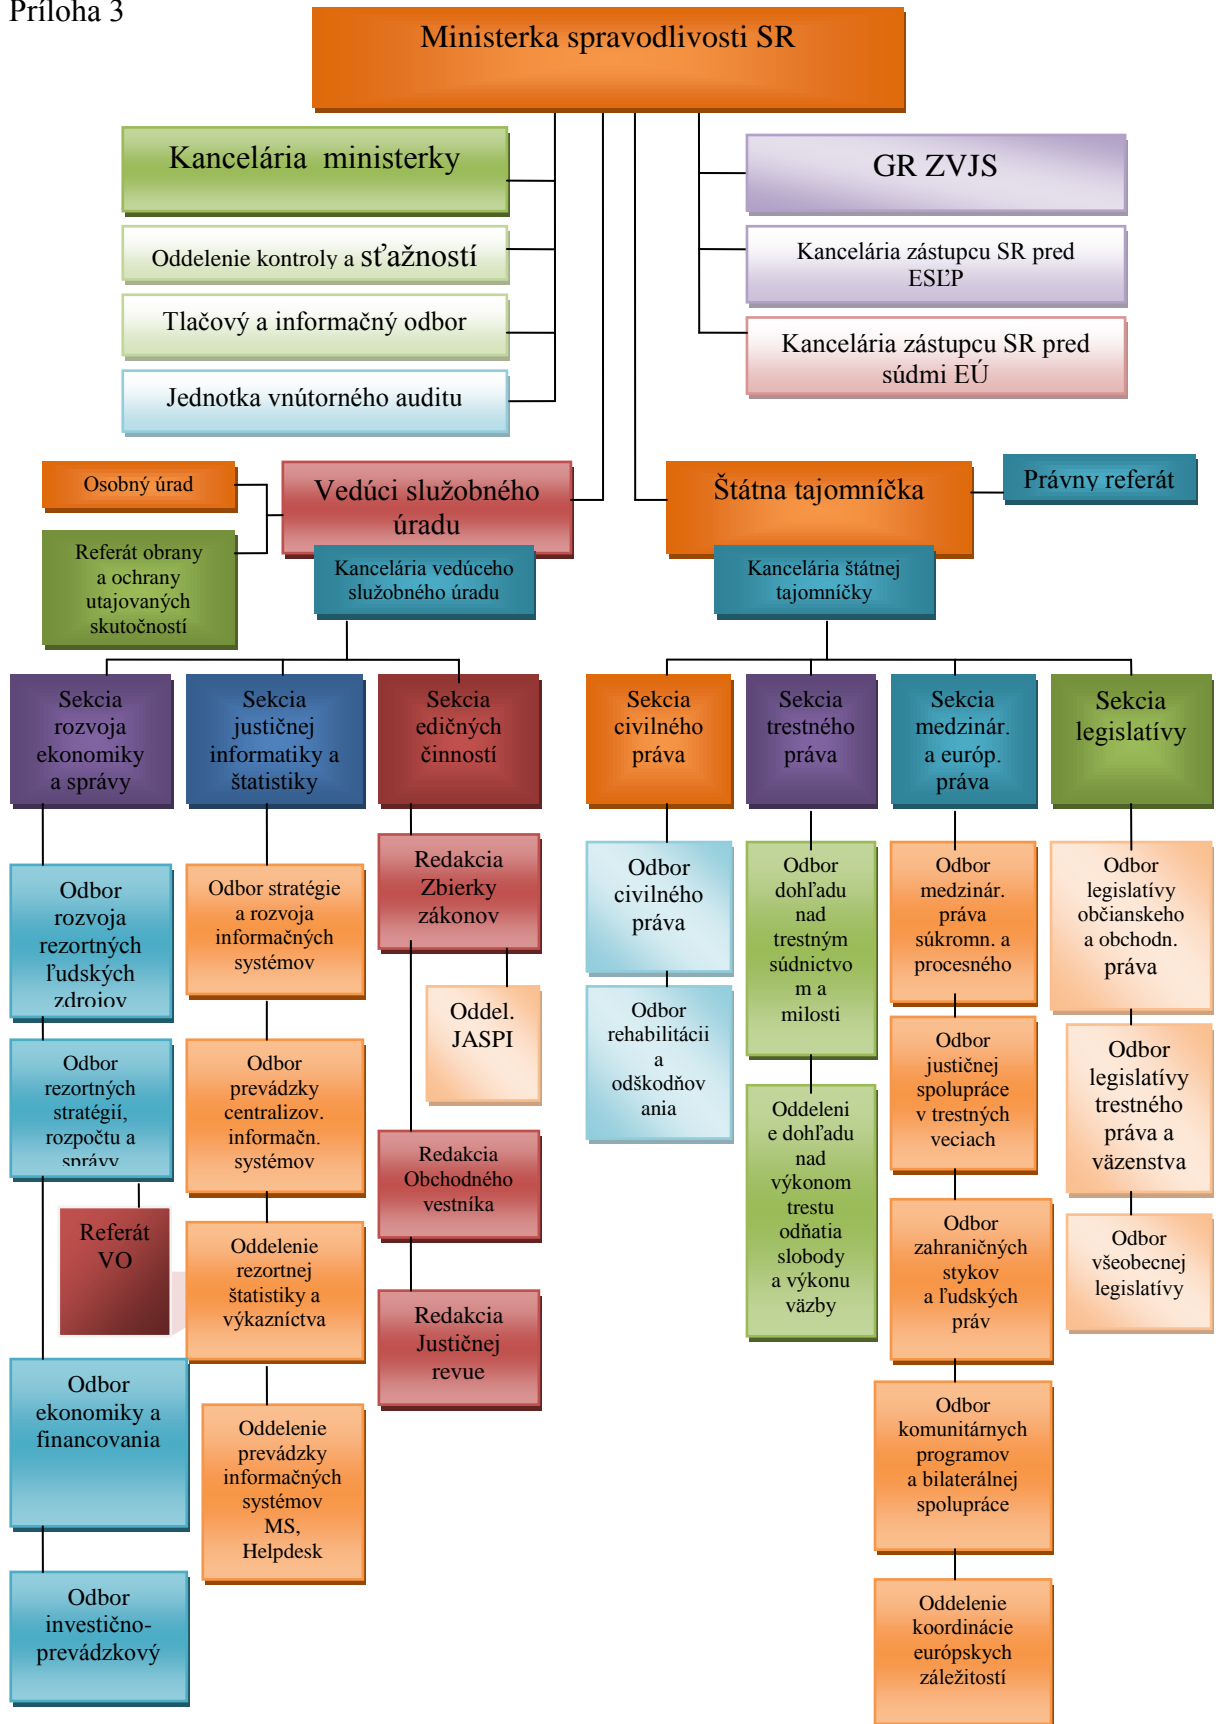 Príloha 3
Ministerka spravodlivosti SR
Kancelária  ministerky
Oddelenie kontroly a sťažností
Tlačový a informačný odbor
Jednotka vnútorného auditu
GR ZVJS
Kancelária zástupcu SR pred
ESĽP
Kancelária zástupcu SR pred
súdmi EÚ
Osobný úrad
Referát obrany
a ochrany
utajovaných
skutočností
Vedúci služobného
úradu
Kancelária vedúceho
služobného úradu
Štátna tajomníčka
Kancelária štátnej
tajomníčky
Právny referát
Sekcia
rozvoja
ekonomiky
a správy
Odbor
rozvoja
rezortných
ľudských
zdrojov
Odbor
rezortných
stratégií,
rozpočtu a
správy
Referát
VO
Odbor
ekonomiky a
financovania
Odbor
investično-
prevádzkový
Sekcia
justičnej
informatiky a
štatistiky
Odbor stratégie
a rozvoja
informačných
systémov
Odbor
prevádzky
centralizov.
informačn.
systémov
Oddelenie
rezortnej
štatistiky a
výkazníctva
Oddelenie
prevádzky
informačných
systémov
MS,
Helpdesk
Sekcia
edičných
činností
Redakcia
Zbierky
zákonov
Oddel.
JASPI
Redakcia
Obchodného
vestníka
Redakcia
Justičnej
revue
Sekcia
civilného
práva
Odbor
civilného
práva
Odbor
rehabilitácii
a
odškodňov
ania
Sekcia
trestného
práva
Odbor
dohľadu
nad
trestným
súdnictvo
m a
milosti
Oddeleni
e dohľadu
nad
výkonom
trestu
odňatia
slobody
a výkonu
väzby
Sekcia
medzinár.
a európ.
práva
Odbor
medzinár.
práva
súkromn. a
procesného
Odbor
justičnej
spolupráce
v trestných
veciach
Odbor
zahraničných
stykov
a ľudských
práv
Odbor
komunitárnych
programov
a bilaterálnej
spolupráce
Oddelenie
koordinácie
európskych
záležitostí
Sekcia
legislatívy
Odbor
legislatívy
občianskeho
a obchodn.
práva
Odbor
legislatívy
trestného
práva a
väzenstva
Odbor
všeobecnej
legislatívy